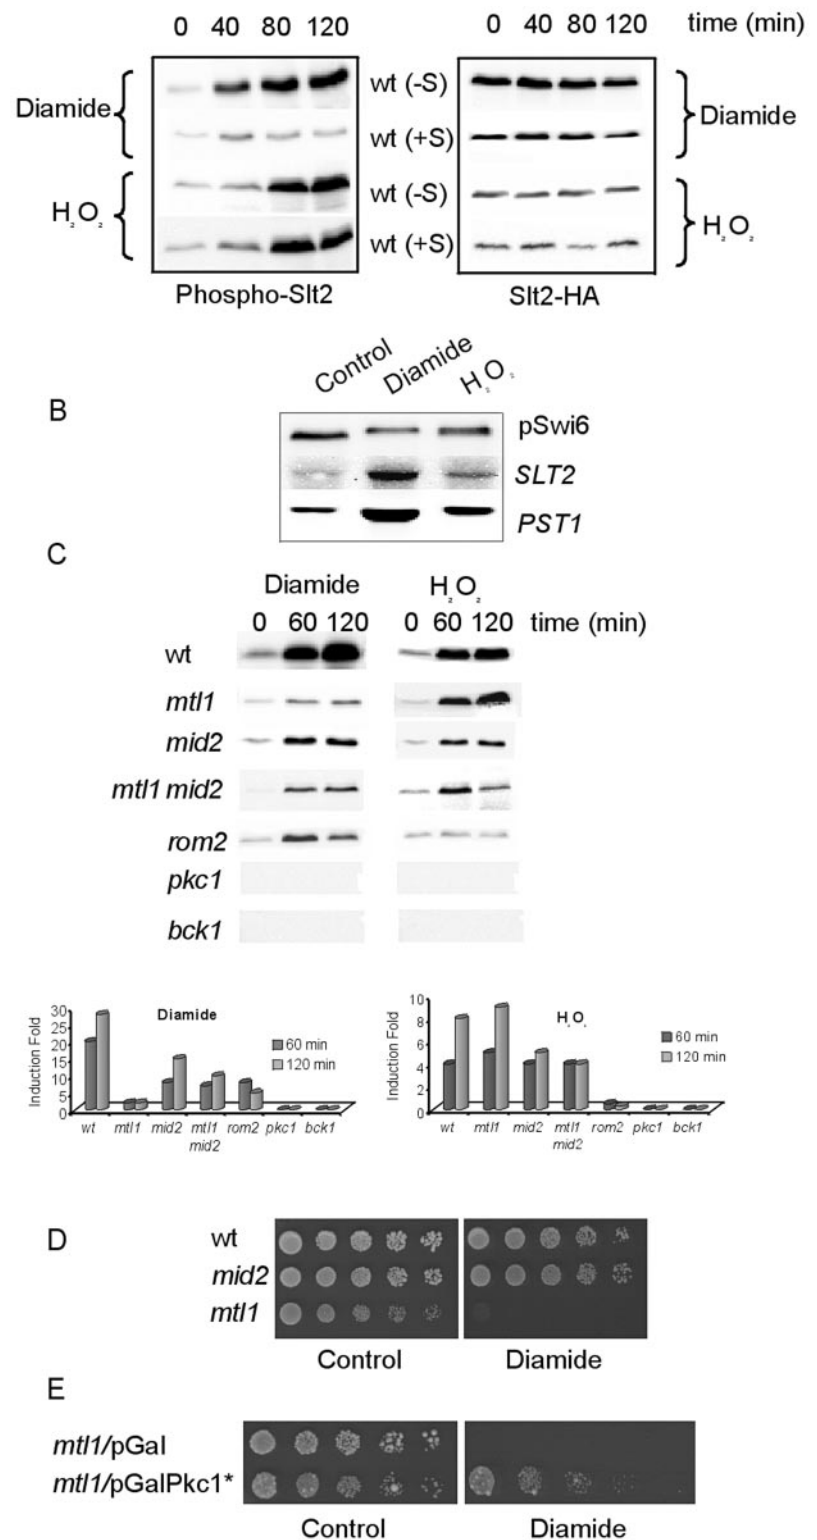 0 40 80 120 0 40 80 120 time (min)
Diamide wt (-S) Diamide
wt (+S)
H2O2 wt (-S) H2O2
wt (+S)
Phospho-Slt2 Slt2-HA
Control Diamide H2O2
B
pSwi6
SLT2
PST1
C
Diamide H2O2
0 60 120 0 60 120 time (min)
wt
mtl1
mid2
mtl1 mid2
rom2
pkc1
bck1
Diamide
Induction Fold
30
25
20
15
10
5
0
60 min
120 min
wt mtl1 mid2 mtl1 rom2 pkc1 bck1
mid2
H2O2
Induction Fold
10
8
6
4
2
0
60 min
120 min
wt mtl1 mid2 mtl1 rom2 pkc1 bck1
mid2
D
wt
mid2
mtl1
Control Diamide
E
mtl1/pGal
mtl1/pGalPkc1*
Control Diamide